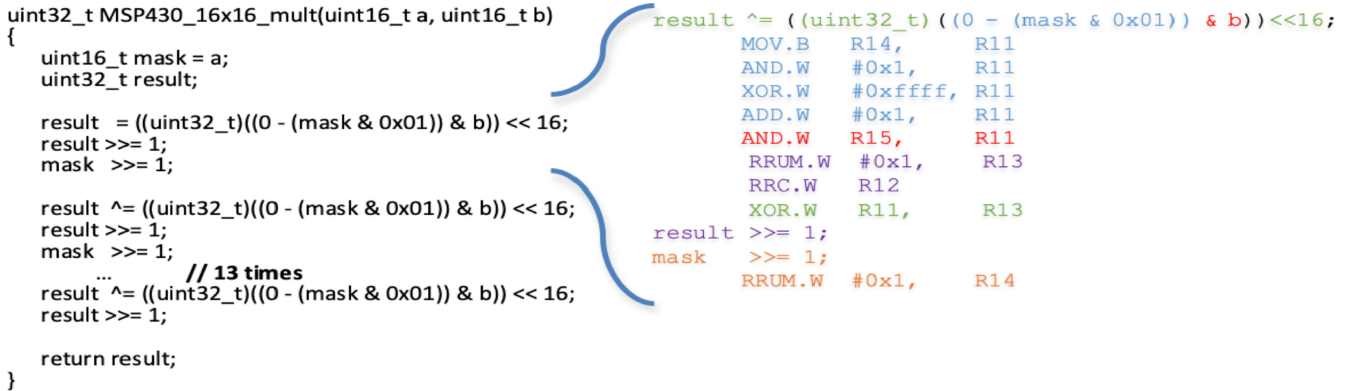 uint32_t MSP430_16x16_mult(uint16_t a, uint16_t b)
{
uint16_t mask = a;
uint32_t result;
result = ((uint32_t)((0 - (mask & 0x01)) & b)) << 16;
result >>= 1;
mask >>= 1;
result ^= ((uint32_t)((0 - (mask & 0x01)) & b)) << 16;
result >>= 1;
mask >>= 1;
... // 13 times
result ^= ((uint32_t)((0 - (mask & 0x01)) & b)) << 16;
result >>= 1;
return result;
}
result ^= ((uint32_t)((0 - (mask & 0x01)) & b))<<16;
MOV.B R14, R11
AND.W #0x1, R11
XOR.W #0xffff, R11
ADD.W #0x1, R11
AND.W R15, R11
RRUM.W #0x1, R13
RRC.W R12
XOR.W R11, R13
result >>= 1;
mask >>= 1;
RRUM.W #0x1, R14